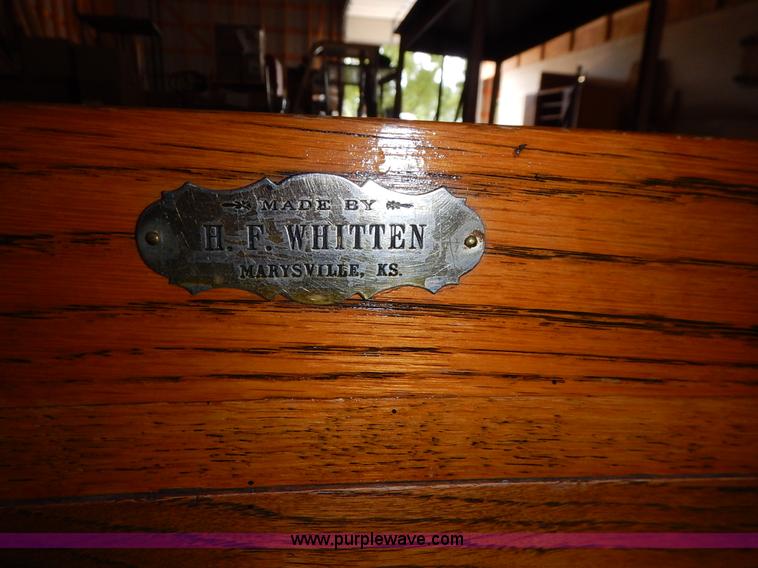 MADE BY
H. F. WHITTEN
MARYSVILLE, KS.
www.purplewave.com